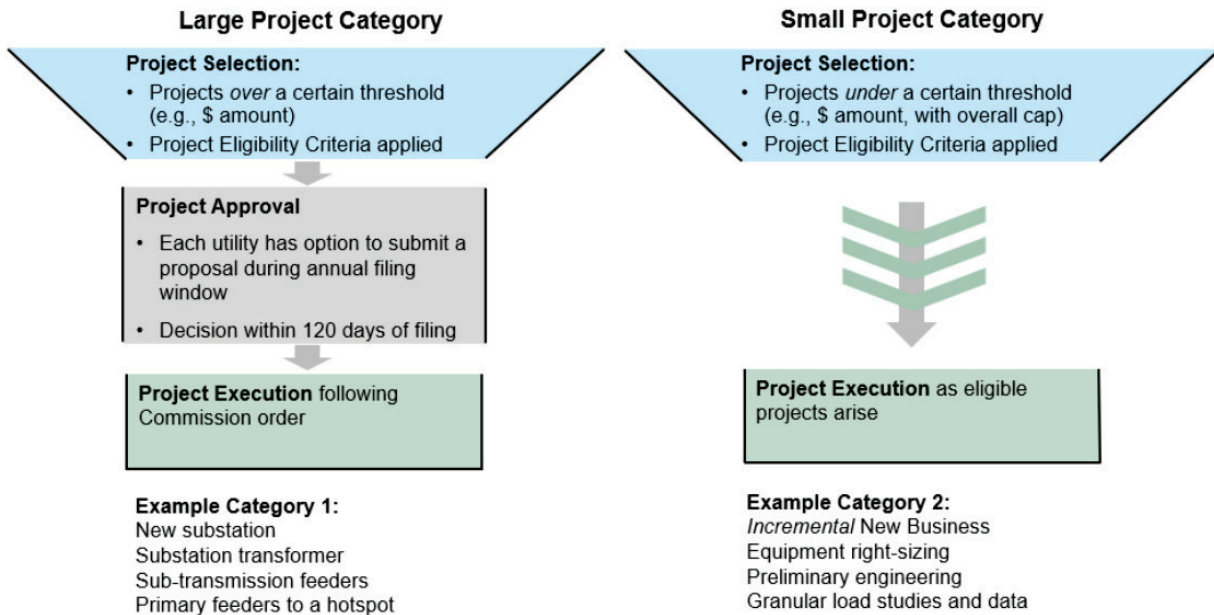 Large Project Category
Project Selection:
• Projects over a certain threshold
(e.g., $ amount)
• Project Eligibility Criteria applied
Project Approval
• Each utility has option to submit a
proposal during annual filing
window
• Decision within 120 days of filing
Project Execution following
Commission order
Example Category 1:
New substation
Substation transformer
Sub-transmission feeders
Primary feeders to a hotspot
Small Project Category
Project Selection:
• Projects under a certain threshold
(e.g., $ amount, with overall cap)
• Project Eligibility Criteria applied
Project Execution as eligible
projects arise
Example Category 2:
Incremental New Business
Equipment right-sizing
Preliminary engineering
Granular load studies and data